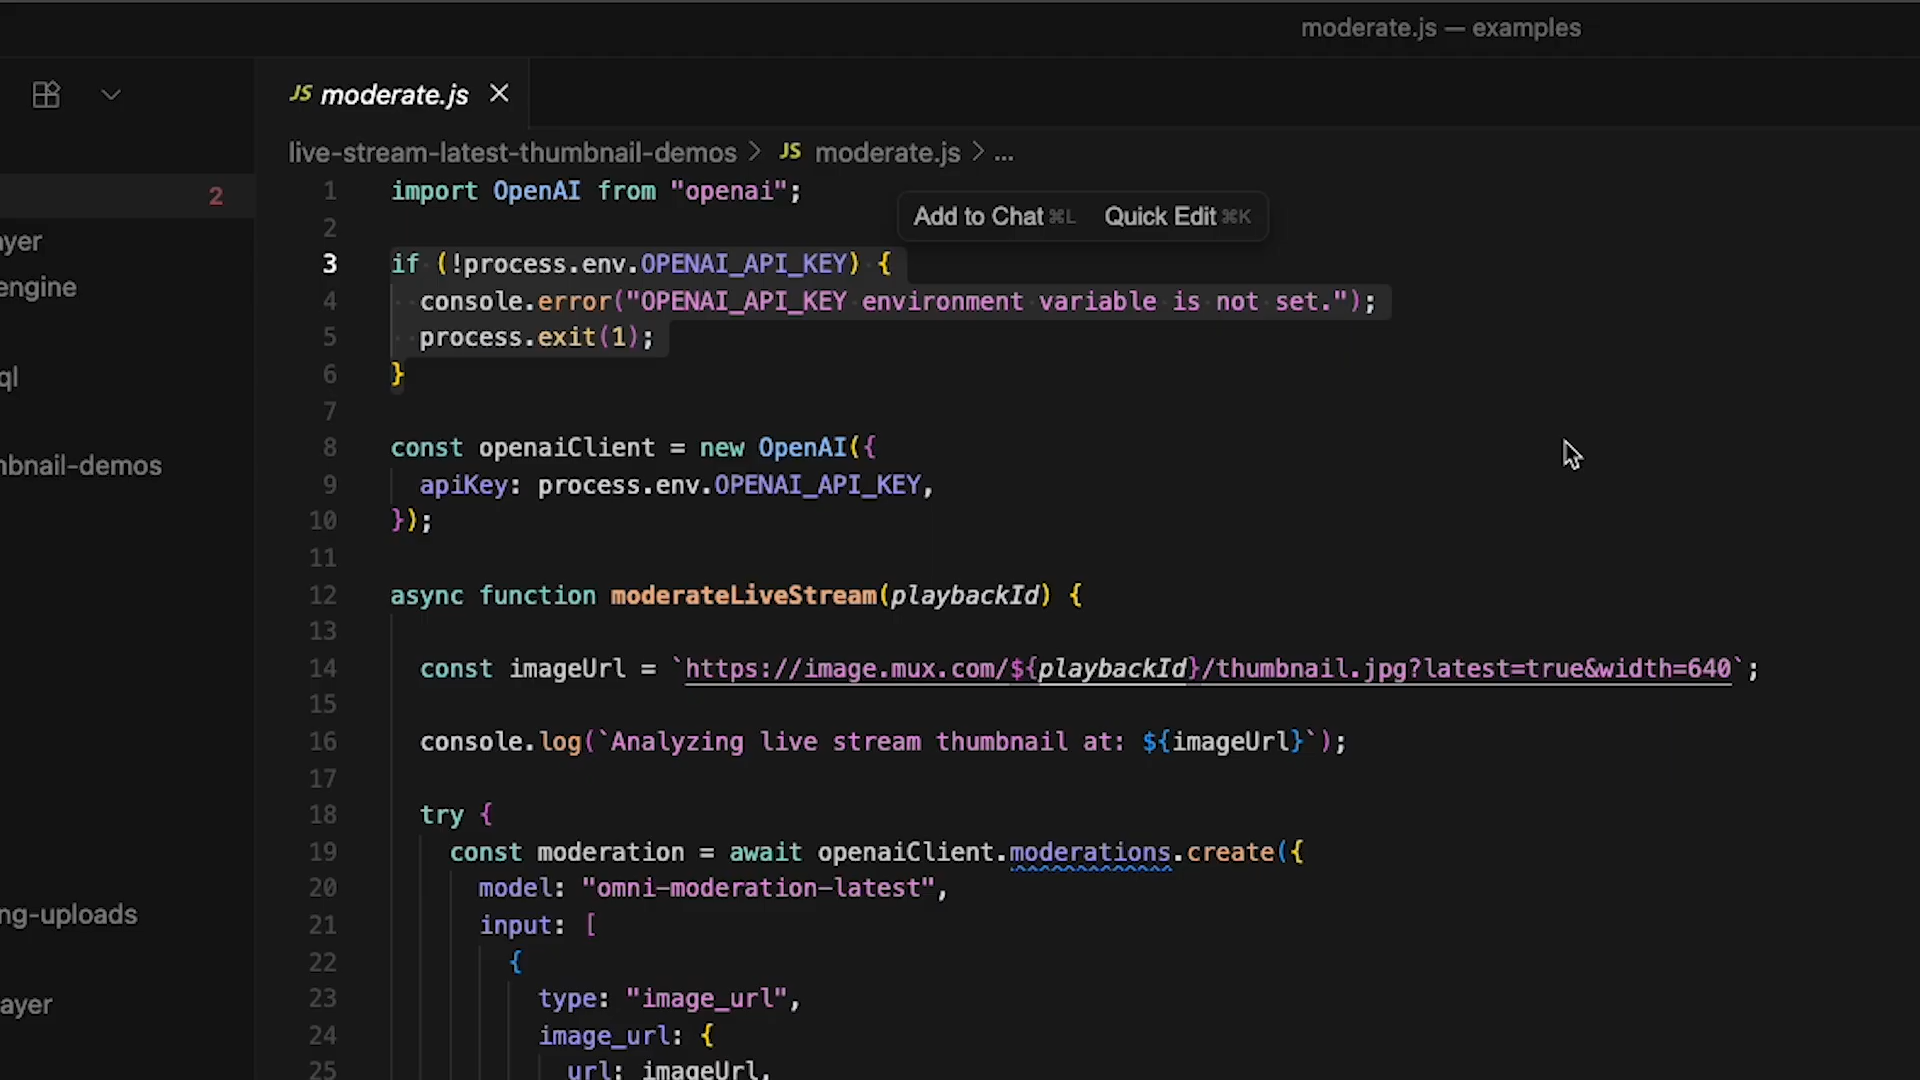 moderate.js — examples
JS moderate.js
live-stream-latest-thumbnail-demos > JS moderate.js > ...
2
ayer
engine
ql
nbnail-demos
ng-uploads
ayer
Add to Chat ⌘L Quick Edit ⌘K
1 import OpenAI from "openai";
2
3 if (!process.env.OPENAI_API_KEY) {
4 console.error("OPENAI_API_KEY environment variable is not set.");
5 process.exit(1);
6 }
7
8 const openaiClient = new OpenAI({
9 apiKey: process.env.OPENAI_API_KEY,
10 });
11
12 async function moderateLiveStream(playbackId) {
13
14 const imageUrl = `https://image.mux.com/${playbackId}/thumbnail.jpg?latest=true&width=640`;
15
16 console.log(`Analyzing live stream thumbnail at: ${imageUrl}`);
17
18 try {
19 const moderation = await openaiClient.moderations.create({
20 model: "omni-moderation-latest",
21 input: [
22 {
23 type: "image_url",
24 image_url: {
25 url: imageUrl,